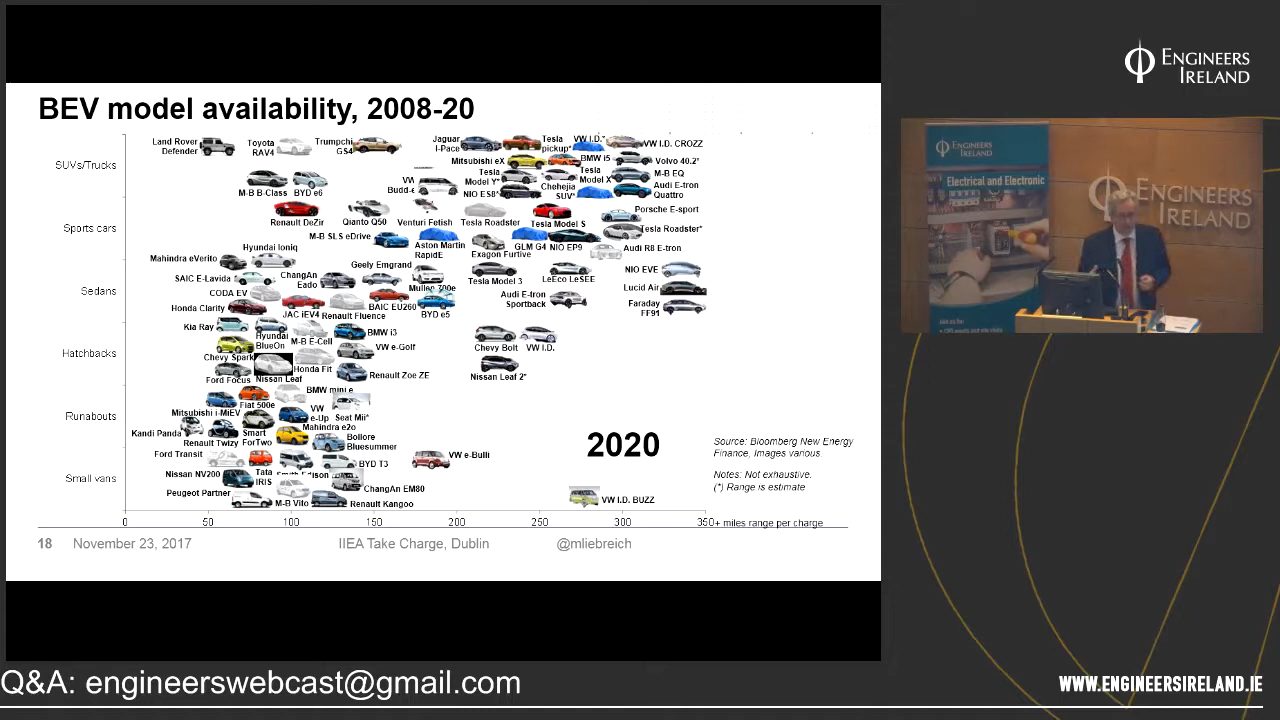 BEV model availability, 2008-20
SUVs/Trucks
Land Rover
Defender
Toyota
RAV4
Trumpchi
GS4
Jaguar
I-Pace
Tesla
pickup*
VW I.D.*
VW I.D. CROZZ
Mitsubishi eX
BMW i5
Volvo 40.2*
Tesla
Model Y*
Tesla
Model X
M-B EQ
M-B B-Class
BYD e6
VW
Budd-e
NIO ES8*
Chehejia
SUV*
Audi E-tron
Quattro
Sports cars
Renault DeZir
Qianto Q50
Venturi Fetish
Tesla Roadster
Tesla Model S
Porsche E-sport
Tesla Roadster*
M-B SLS eDrive
Aston Martin
RapidE
Exagon Furtive
GLM G4
NIO EP9
Audi R8 E-tron
Sedans
Mahindra eVerito
Hyundai Ioniq
SAIC E-Lavida
ChangAn
Eado
Geely Emgrand
Mullen 700e
Tesla Model 3
LeEco LeSEE
NIO EVE
CODA EV
Lucid Air
Honda Clarity
JAC iEV4
Renault Fluence
BAIC EU260
BYD e5
Audi E-tron
Sportback
Faraday
FF91
Hatchbacks
Kia Ray
Hyundai
BlueOn
M-B E-Cell
BMW i3
Chevy Bolt
VW I.D.
Chevy Spark
Honda Fit
VW e-Golf
Ford Focus
Nissan Leaf
Renault Zoe ZE
Nissan Leaf 2*
Runabouts
Fiat 500e
BMW mini e
Mitsubishi i-MiEV
VW
e-Up
Seat Mii*
Kandi Panda
Renault Twizy
Smart
ForTwo
Mahindra e2o
Bollore
Bluesummer
Small vans
Ford Transit
Tata
IRIS
Smith Edison
BYD T3
VW e-Bulli
Nissan NV200
ChangAn EM80
Peugeot Partner
M-B Vito
Renault Kangoo
VW I.D. BUZZ
2020
Source: Bloomberg New Energy
Finance, Images various.
Notes: Not exhaustive.
(*) Range is estimate
0 50 100 150 200 250 300 350+ miles range per charge
18 November 23, 2017 IIEA Take Charge, Dublin @mliebreich
ENGINEERS
IRELAND
ENGINEERS
IRELAND
Electrical and Electronic
ENGINEERS
IRELAND
Q&A: engineerswebcast@gmail.com
WWW.ENGINEERSIRELAND.IE